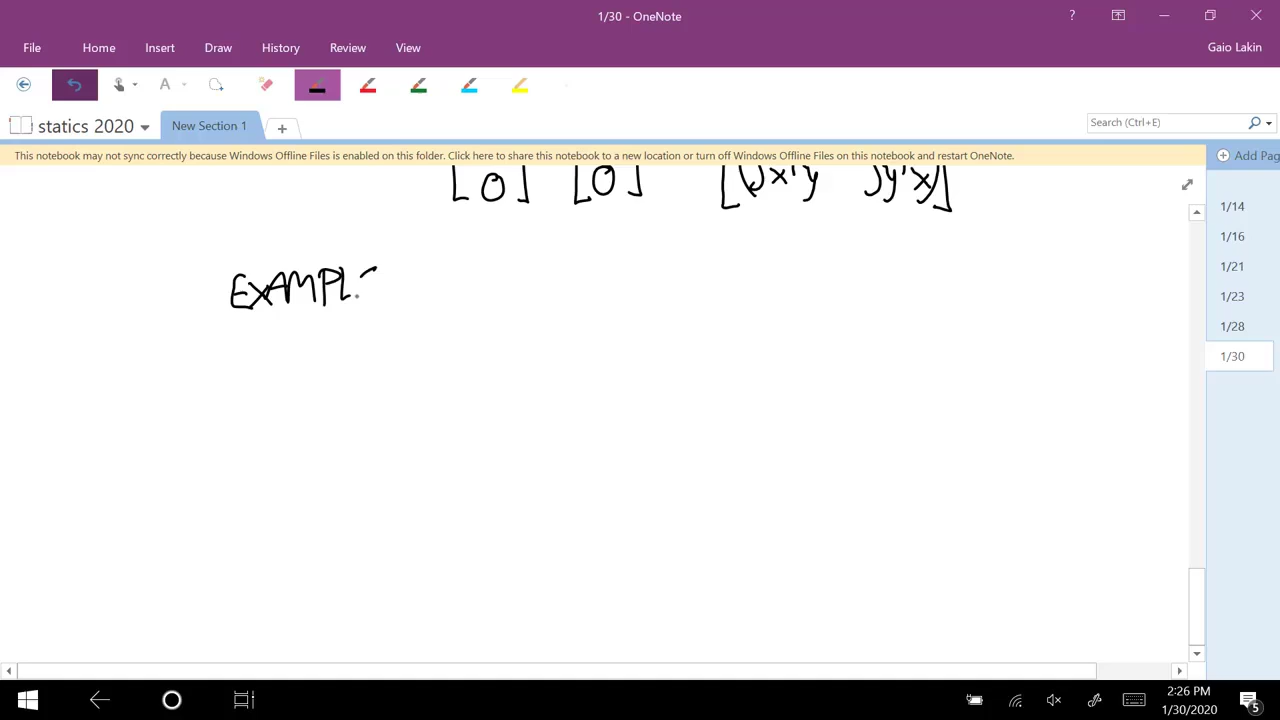 1/30 - OneNote
?
File Home Insert Draw History Review View Gaio Lakin
A
statics 2020 New Section 1 + Search (Ctrl+E)
This notebook may not sync correctly because Windows Offline Files is enabled on this folder. Click here to share this notebook to a new location or turn off Windows Offline Files on this notebook and restart OneNote.
Add Pag
[0] [0]
1/14
1/16
1/21
EXAMPL
1/23
1/28
1/30
2:26 PM
1/30/2020
5